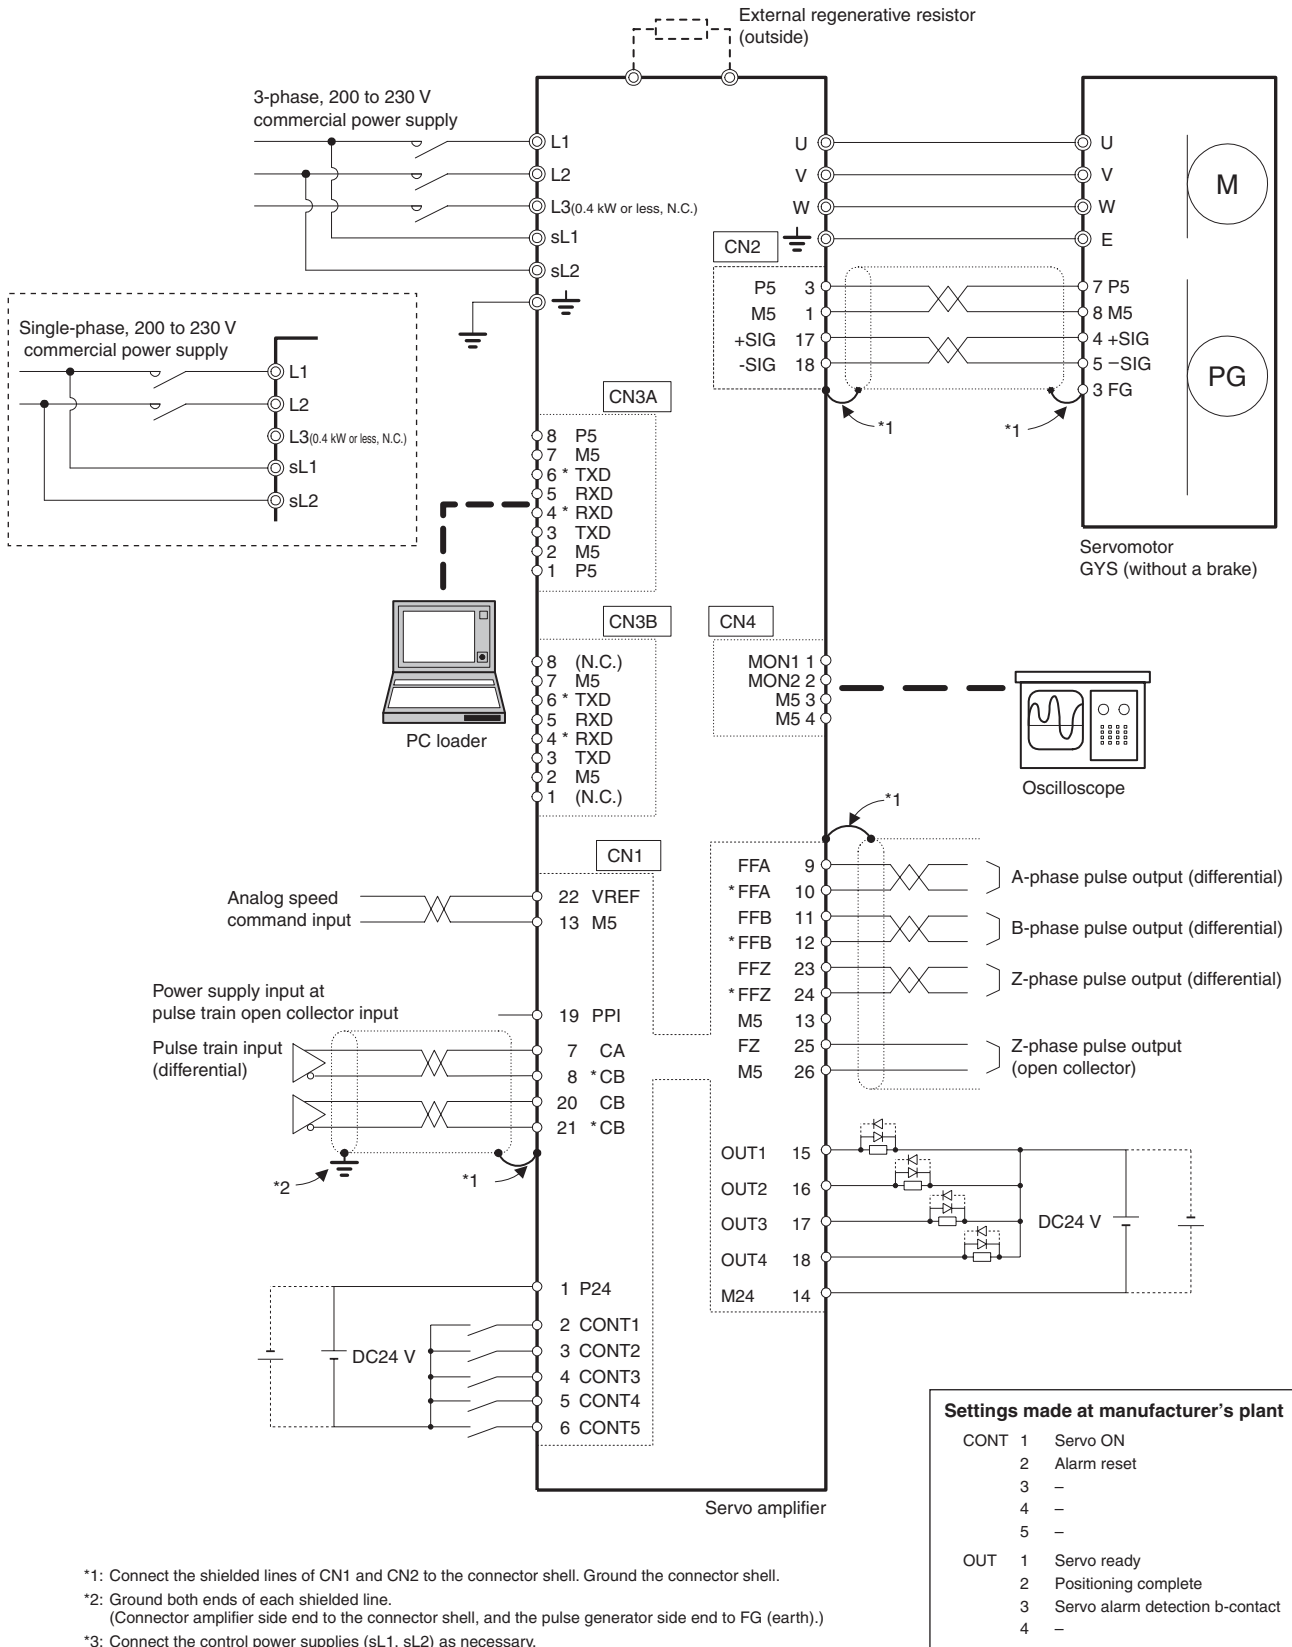 External regenerative resistor
(outside)
3-phase, 200 to 230 V
commercial power supply
L1
L2
L3(0.4 kW or less, N.C.)
sL1
sL2
U
V
W
U
V
W
E
M
PG
CN2
P5 3
M5 1
+SIG 17
-SIG 18
7 P5
8 M5
4 +SIG
5 −SIG
3 FG
*1
*1
Servomotor
GYS (without a brake)
Single-phase, 200 to 230 V
commercial power supply
L1
L2
L3(0.4 kW or less, N.C.)
sL1
sL2
CN3A
8 P5
7 M5
6 * TXD
5 RXD
4 * RXD
3 TXD
2 M5
1 P5
PC loader
CN3B
8 (N.C.)
7 M5
6 * TXD
5 RXD
4 * RXD
3 TXD
2 M5
1 (N.C.)
CN4
MON1 1
MON2 2
M5 3
M5 4
Oscilloscope
CN1
Analog speed
command input
22 VREF
13 M5
Power supply input at
pulse train open collector input
19 PPI
Pulse train input
(differential)
7 CA
8 *CB
20 CB
21 *CB
*2
*1
*1
FFA 9
*FFA 10
FFB 11
*FFB 12
FFZ 23
*FFZ 24
M5 13
FZ 25
M5 26
A-phase pulse output (differential)
B-phase pulse output (differential)
Z-phase pulse output (differential)
Z-phase pulse output
(open collector)
OUT1 15
OUT2 16
OUT3 17
OUT4 18
M24 14
DC24 V
1 P24
2 CONT1
3 CONT2
4 CONT3
5 CONT4
6 CONT5
DC24 V
Servo amplifier
Settings made at manufacturer's plant
CONT 1 Servo ON
2 Alarm reset
3 –
4 –
5 –
OUT 1 Servo ready
2 Positioning complete
3 Servo alarm detection b-contact
4 –
*1: Connect the shielded lines of CN1 and CN2 to the connector shell. Ground the connector shell.
*2: Ground both ends of each shielded line.
(Connector amplifier side end to the connector shell, and the pulse generator side end to FG (earth).)
*3: Connect the control power supplies (sL1, sL2) as necessary.